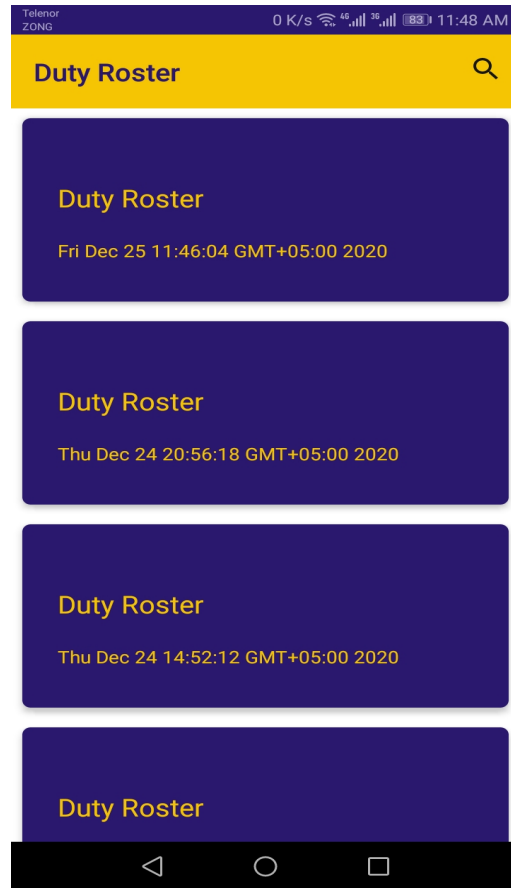 Telenor
ZONG
0 K/s 4G 3G 83 11:48 AM
Duty Roster
Duty Roster
Fri Dec 25 11:46:04 GMT+05:00 2020
Duty Roster
Thu Dec 24 20:56:18 GMT+05:00 2020
Duty Roster
Thu Dec 24 14:52:12 GMT+05:00 2020
Duty Roster